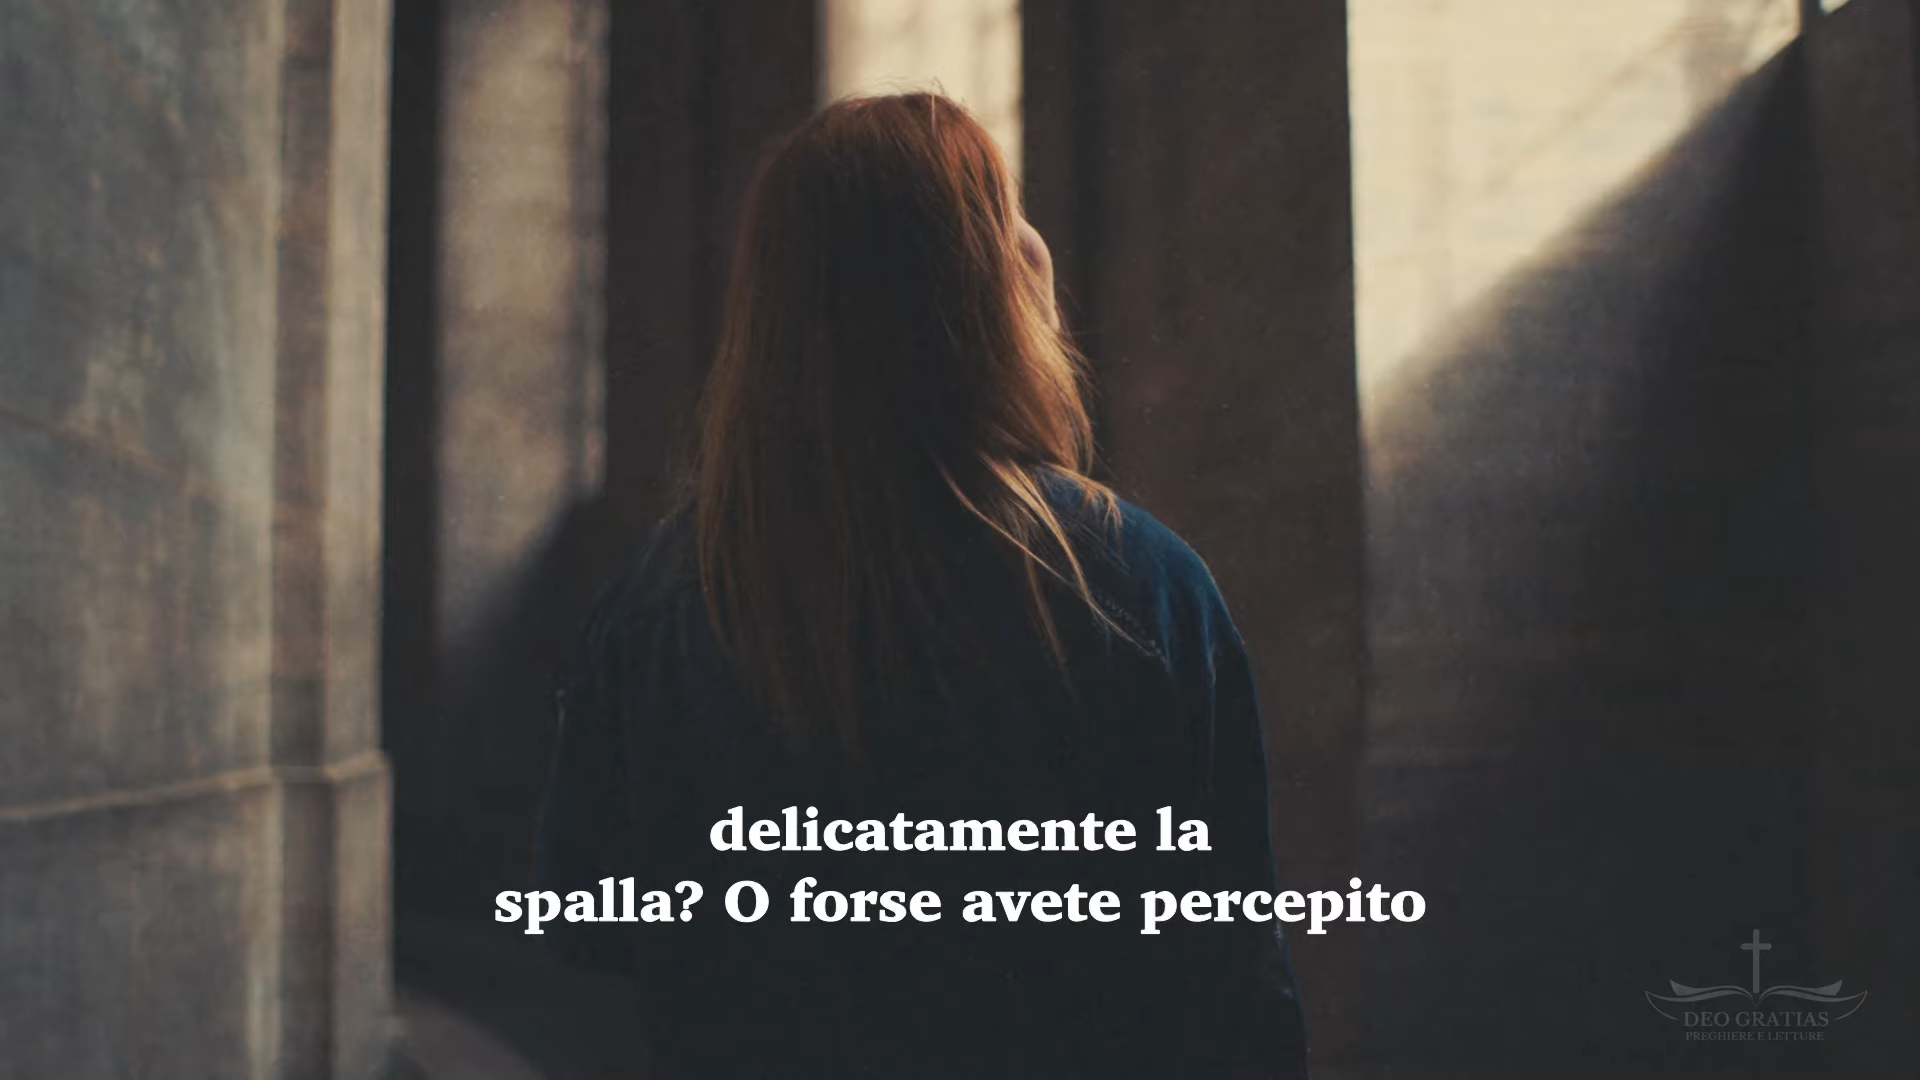 delicatamente la
spalla? O forse avete percepito
DEO GRATIAS
PREGHIERE E LETTURE